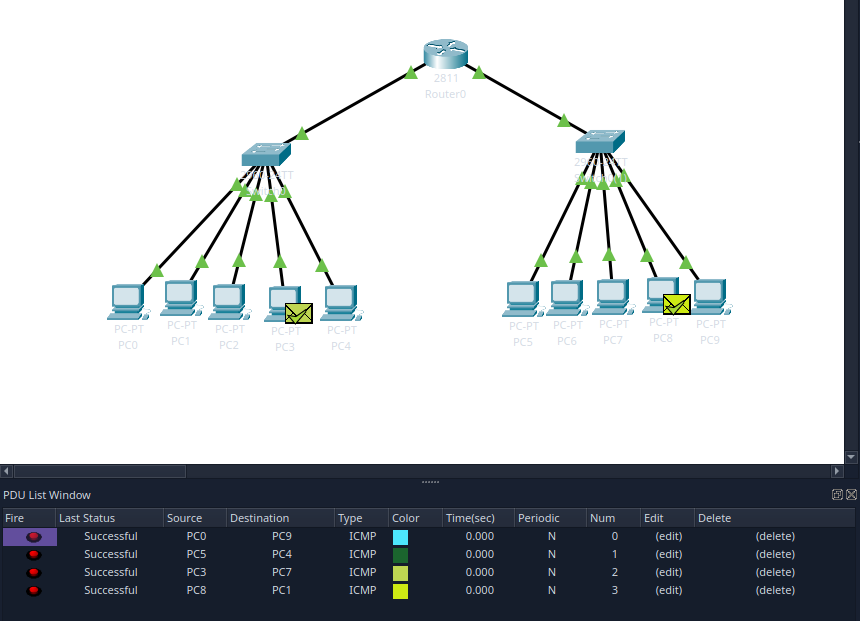 2811
Router0
PC-PT
PC0
PC-PT
PC1
PC-PT
PC2
PC-PT
PC3
PC-PT
PC4
PC-PT
PC5
PC-PT
PC6
PC-PT
PC7
PC-PT
PC8
PC-PT
PC9
PDU List Window
Fire Last Status Source Destination Type Color Time(sec) Periodic Num Edit Delete
Successful PC0 PC9 ICMP 0.000 N 0 (edit) (delete)
Successful PC5 PC4 ICMP 0.000 N 1 (edit) (delete)
Successful PC3 PC7 ICMP 0.000 N 2 (edit) (delete)
Successful PC8 PC1 ICMP 0.000 N 3 (edit) (delete)